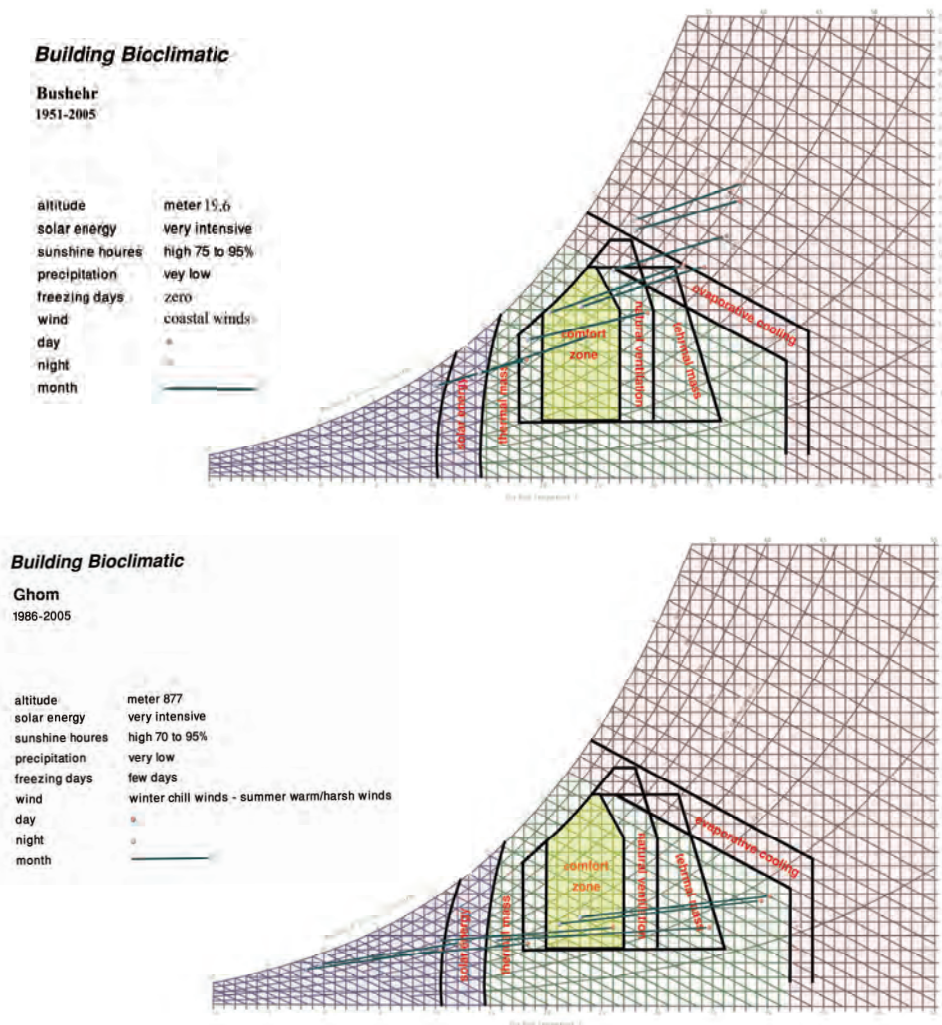 Building Bioclimatic
Bushehr
1951-2005
altitude meter 19.6
solar energy very intensive
sunshine houres high 75 to 95%
precipitation vey low
freezing days zero
wind coastal winds
day
night
month
evaporative cooling
natural ventilation
tehrmal mass
comfort
zone
thermal mass
solar energy
Building Bioclimatic
Ghom
1986-2005
altitude meter 877
solar energy very intensive
sunshine houres high 70 to 95%
precipitation very low
freezing days few days
wind winter chill winds - summer warm/harsh winds
day
night
month
evaporative cooling
natural ventilation
tehrmal mass
comfort
zone
thermal mass
solar energy